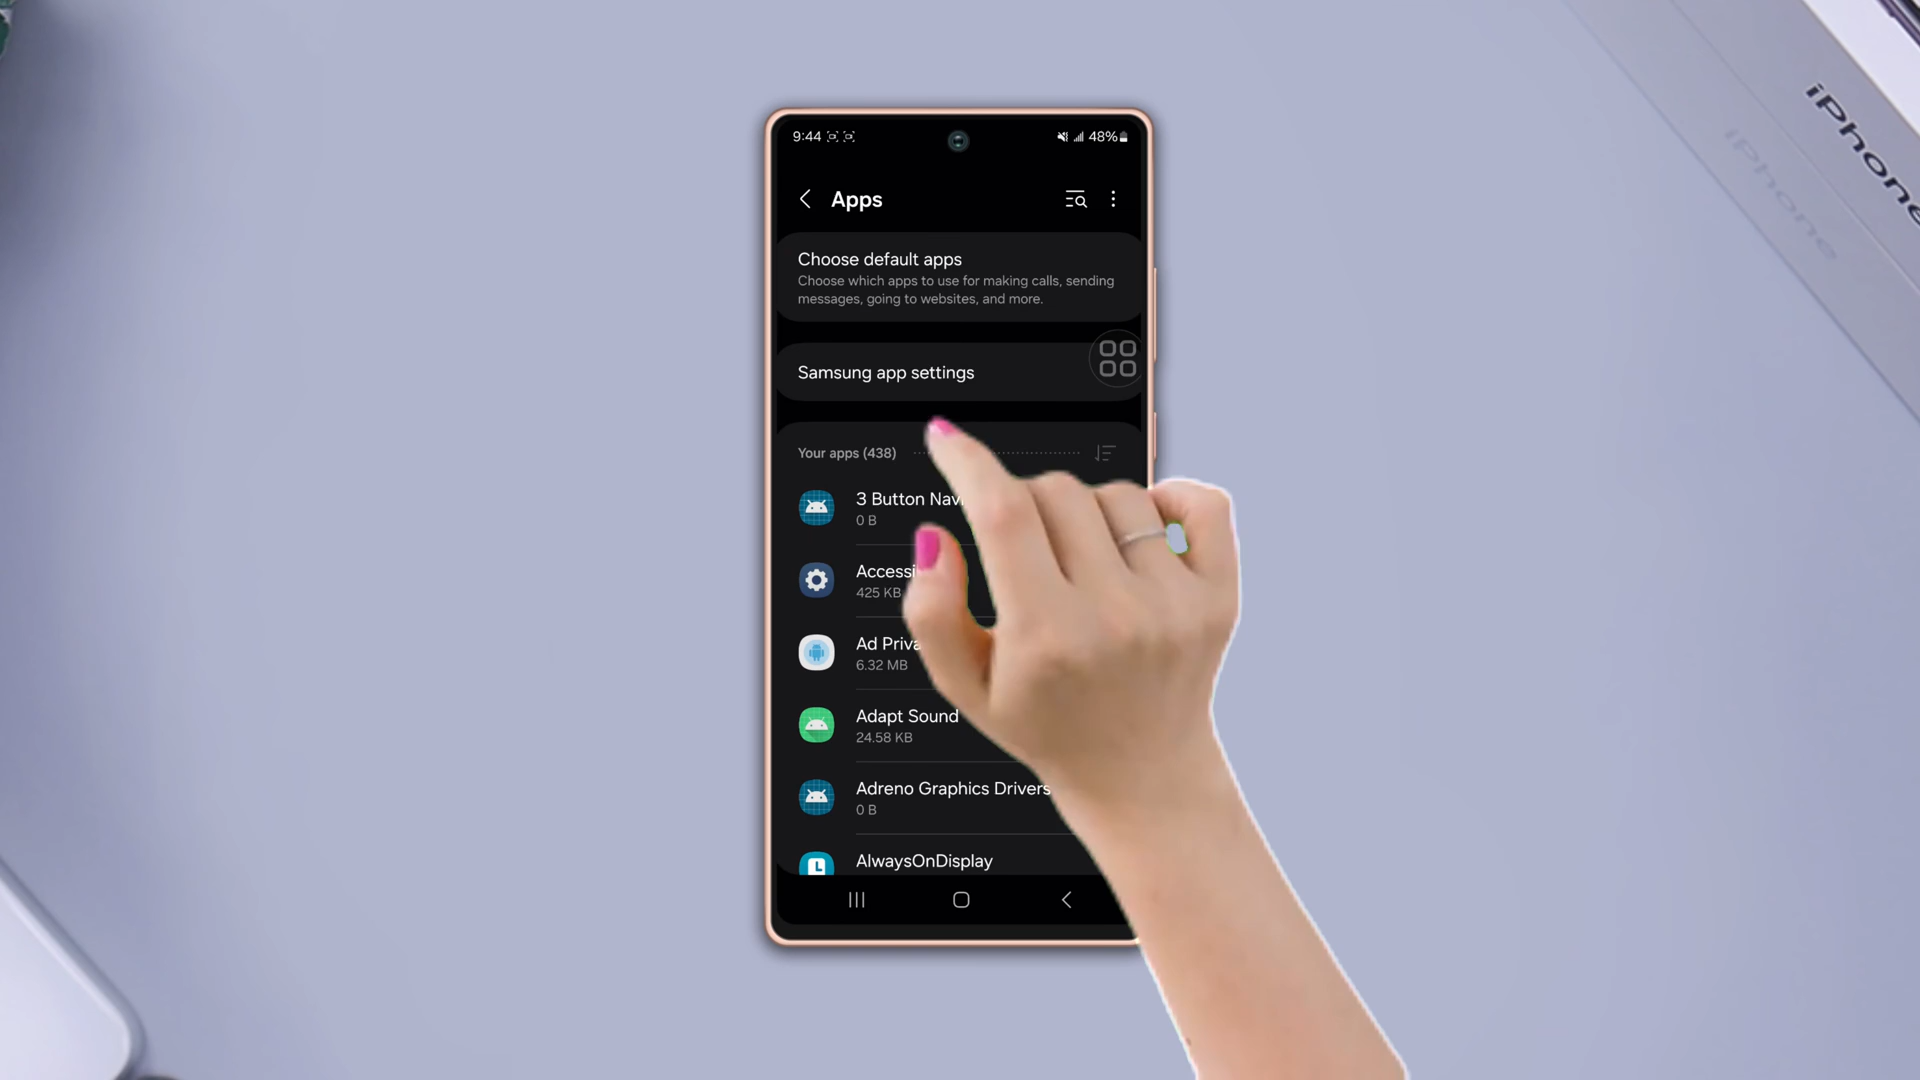 9:44
48%
Apps
Choose default apps
Choose which apps to use for making calls, sending
messages, going to websites, and more.
Samsung app settings
Your apps (438)
3 Button Navi
0 B
Accessi
425 KB
Ad Priva
6.32 MB
Adapt Sound
24.58 KB
Adreno Graphics Drivers
0 B
AlwaysOnDisplay
iPhone
iPhone